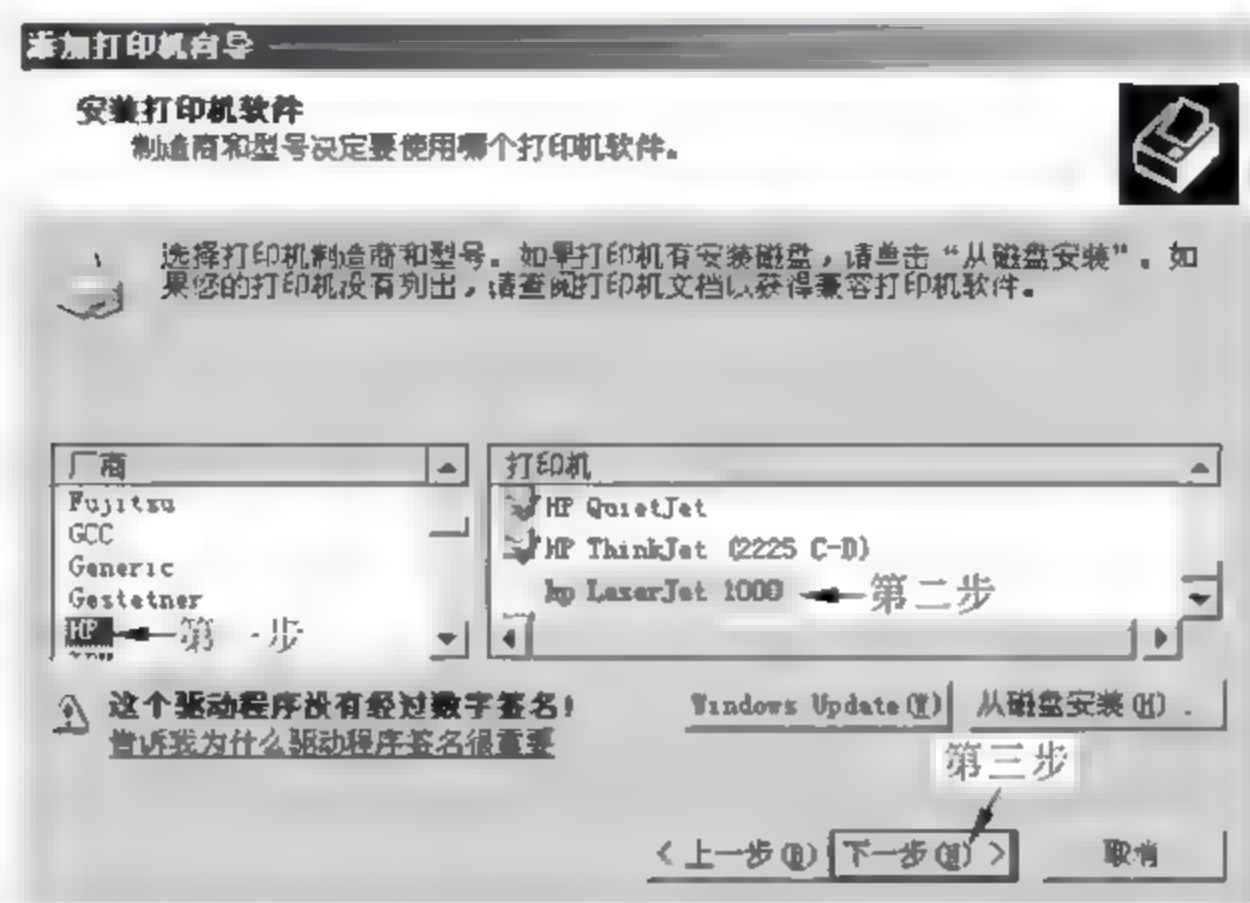 添加打印机向导
安装打印机软件
制造商和型号决定要使用哪个打印机软件。
选择打印机制造商和型号。如果打印机有安装磁盘，请单击“从磁盘安装”。如
果您的打印机没有列出，请查阅打印机文档以获得兼容打印机软件。
厂商
Fujitsu
GCC
Generic
Gestetner
HP
第一步
打印机
HP QuietJet
HP ThinkJet (2225 C-D)
hp LaserJet 1000
第二步
这个驱动程序没有经过数字签名!
告诉我为什么驱动程序签名很重要
Windows Update(W)
从磁盘安装(H)...
第三步
< 上一步(B)
下一步(N) >
取消